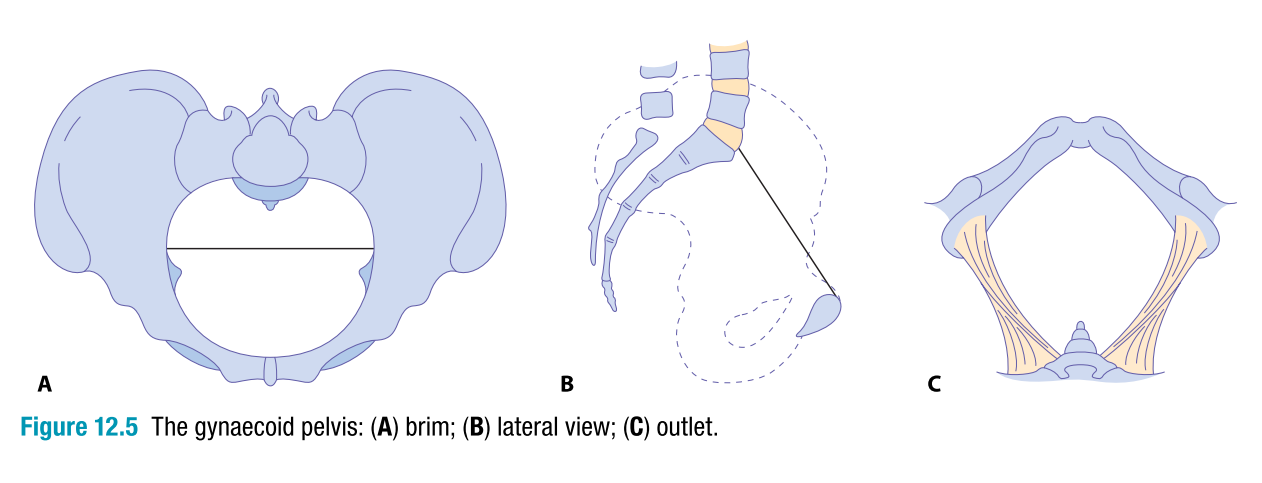 A
B
C
Figure 12.5 The gynaecoid pelvis: (A) brim; (B) lateral view; (C) outlet.